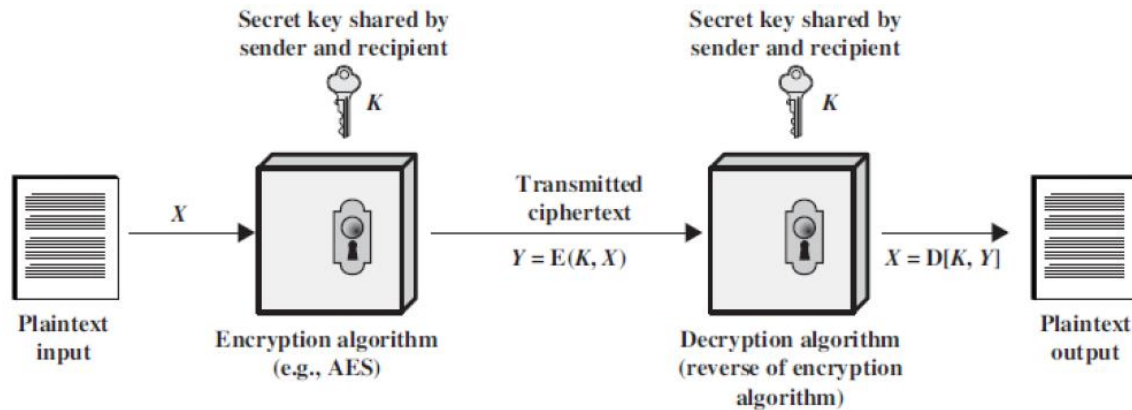 Secret key shared by
sender and recipient
K
Secret key shared by
sender and recipient
K
X
Transmitted
ciphertext
Y = E(K, X)
X = D[K, Y]
Plaintext
input
Encryption algorithm
(e.g., AES)
Decryption algorithm
(reverse of encryption
algorithm)
Plaintext
output